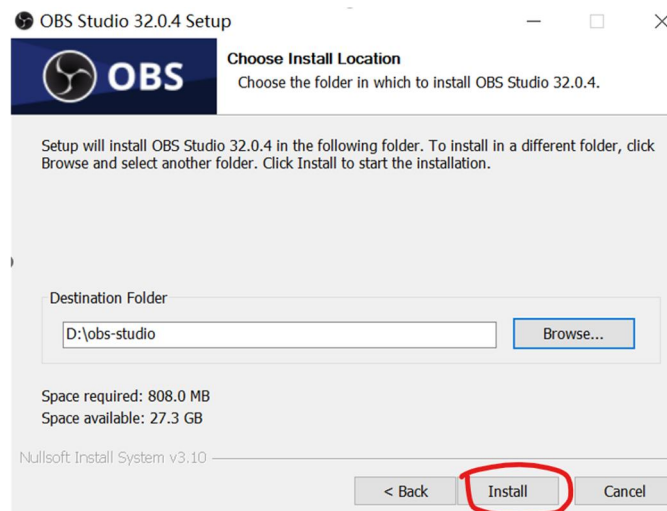 OBS Studio 32.0.4 Setup
OBS
Choose Install Location
Choose the folder in which to install OBS Studio 32.0.4.
Setup will install OBS Studio 32.0.4 in the following folder. To install in a different folder, click
Browse and select another folder. Click Install to start the installation.
Destination Folder
D:\obs-studio
Browse...
Space required: 808.0 MB
Space available: 27.3 GB
Nullsoft Install System v3.10
< Back
Install
Cancel